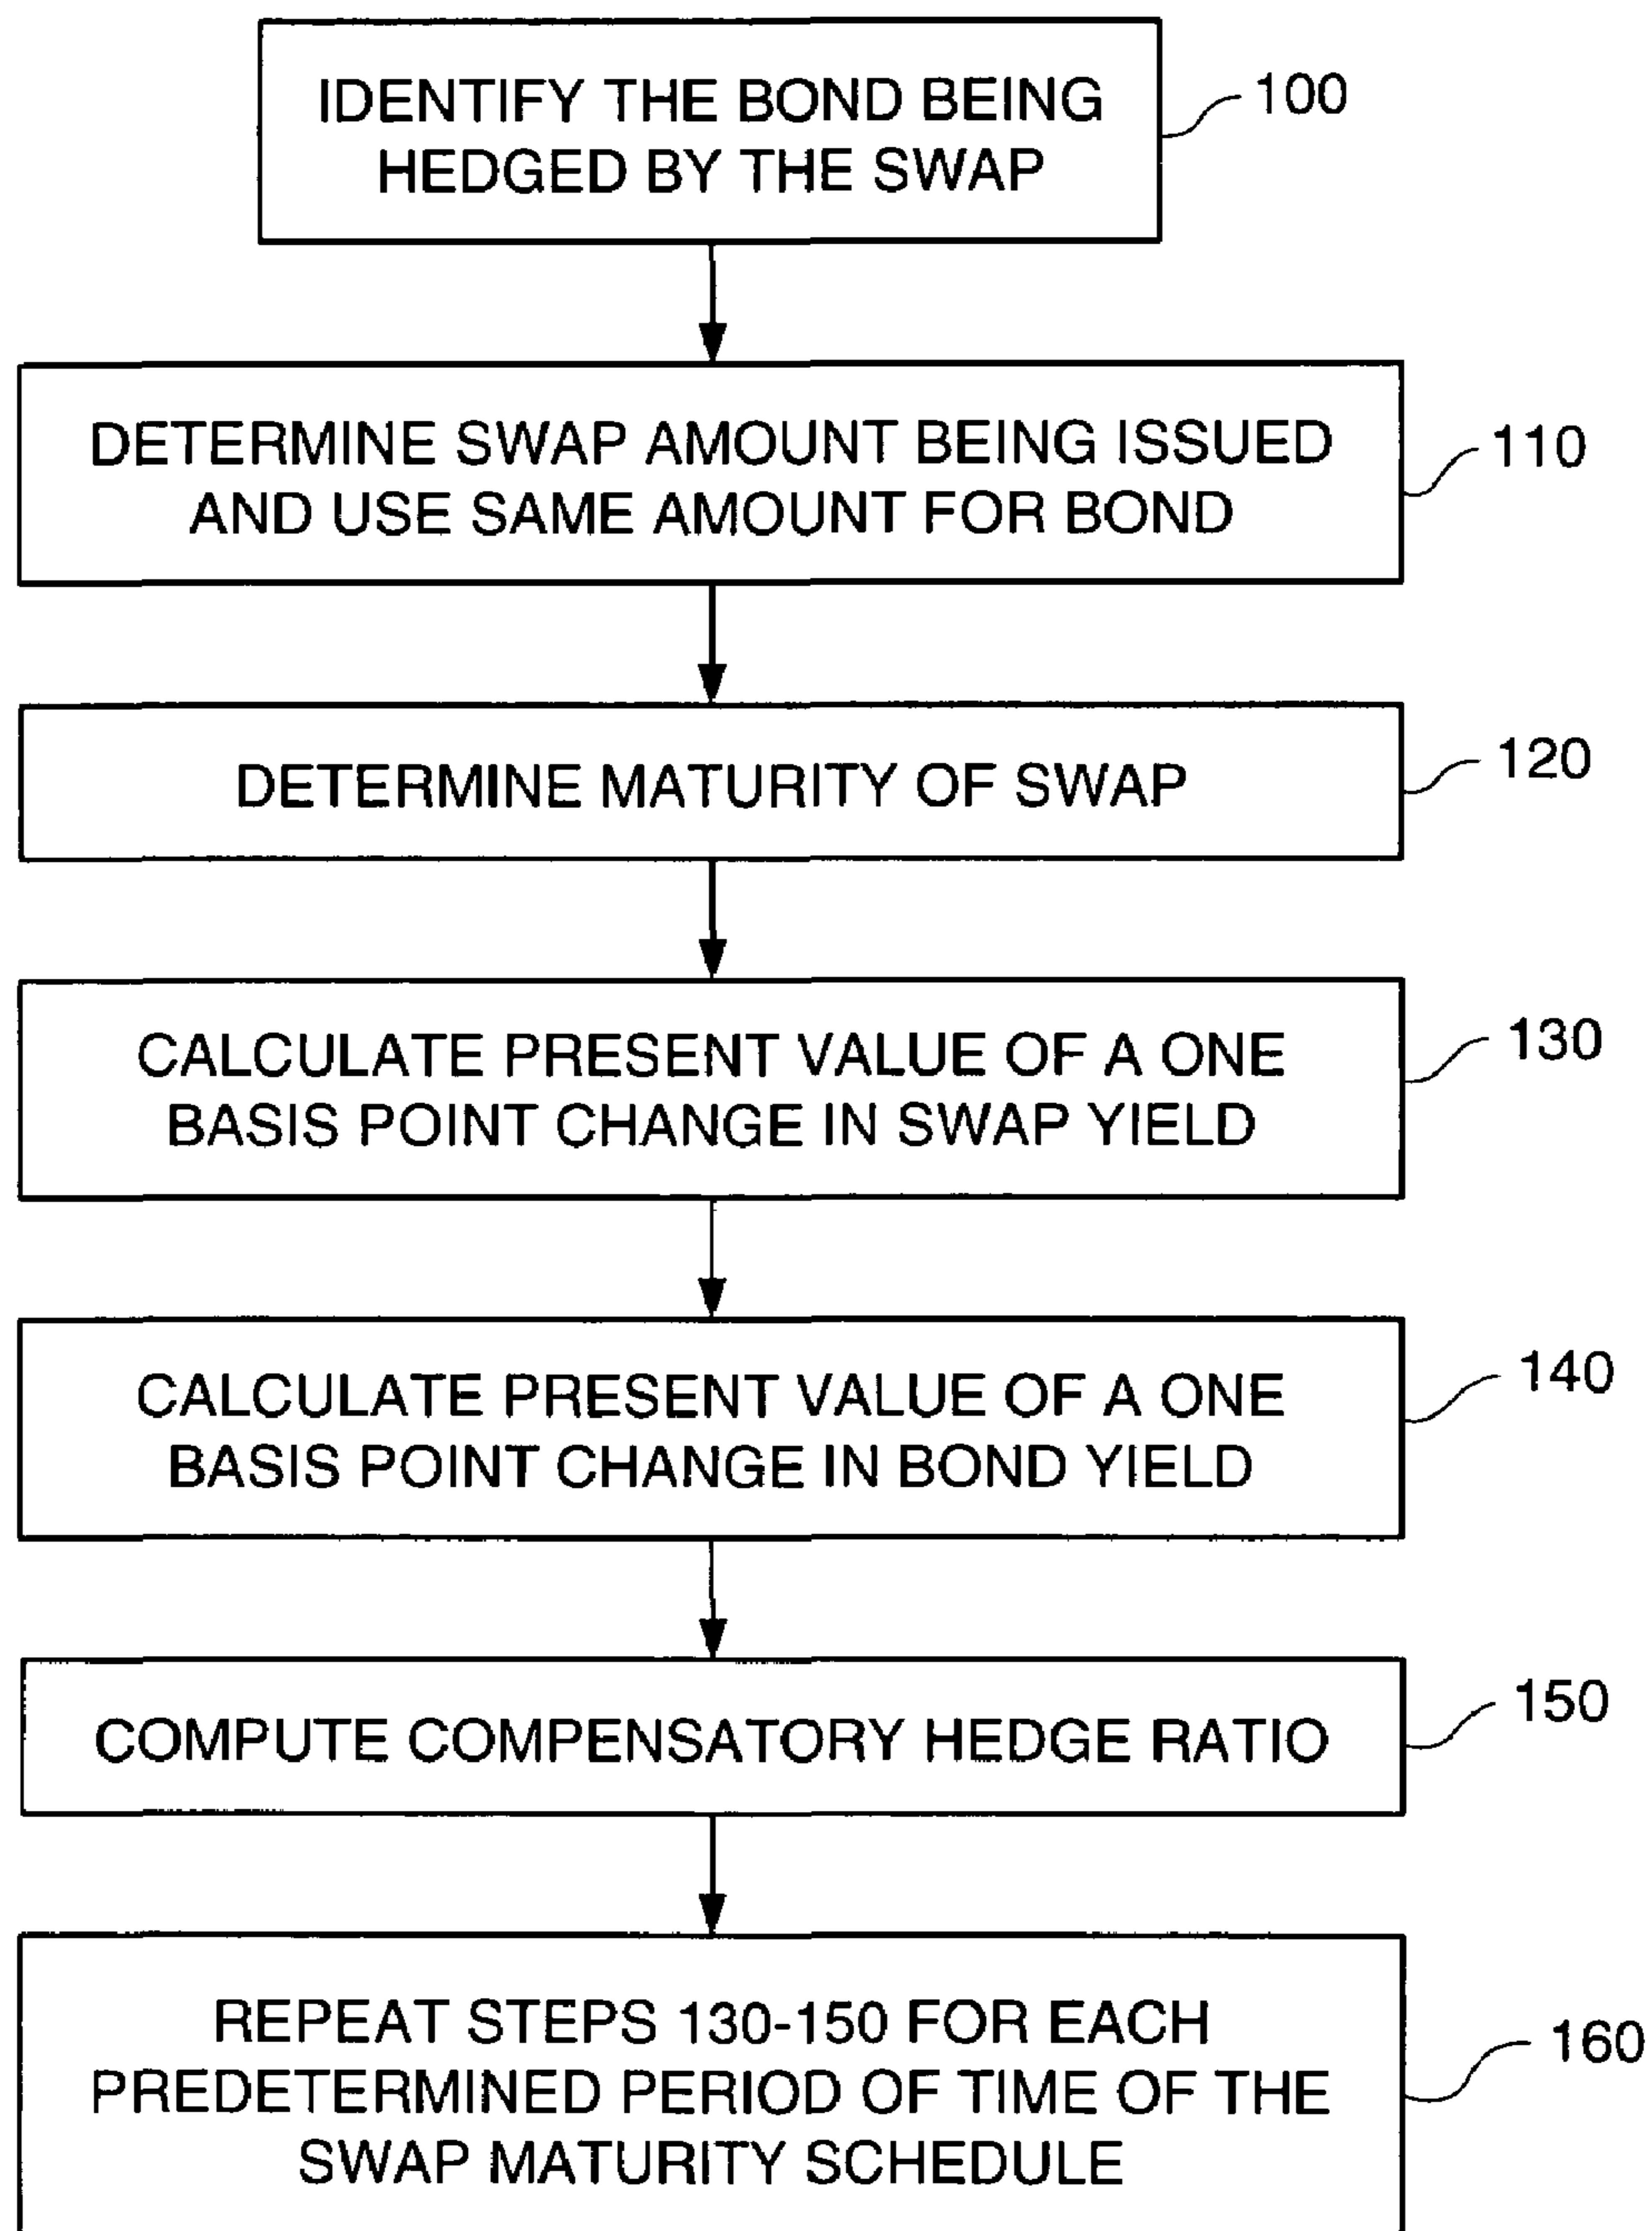 IDENTIFY THE BOND BEING
HEDGED BY THE SWAP
100
DETERMINE SWAP AMOUNT BEING ISSUED
AND USE SAME AMOUNT FOR BOND
110
DETERMINE MATURITY OF SWAP
120
CALCULATE PRESENT VALUE OF A ONE
BASIS POINT CHANGE IN SWAP YIELD
130
CALCULATE PRESENT VALUE OF A ONE
BASIS POINT CHANGE IN BOND YIELD
140
COMPUTE COMPENSATORY HEDGE RATIO
150
REPEAT STEPS 130-150 FOR EACH
PREDETERMINED PERIOD OF TIME OF THE
SWAP MATURITY SCHEDULE
160